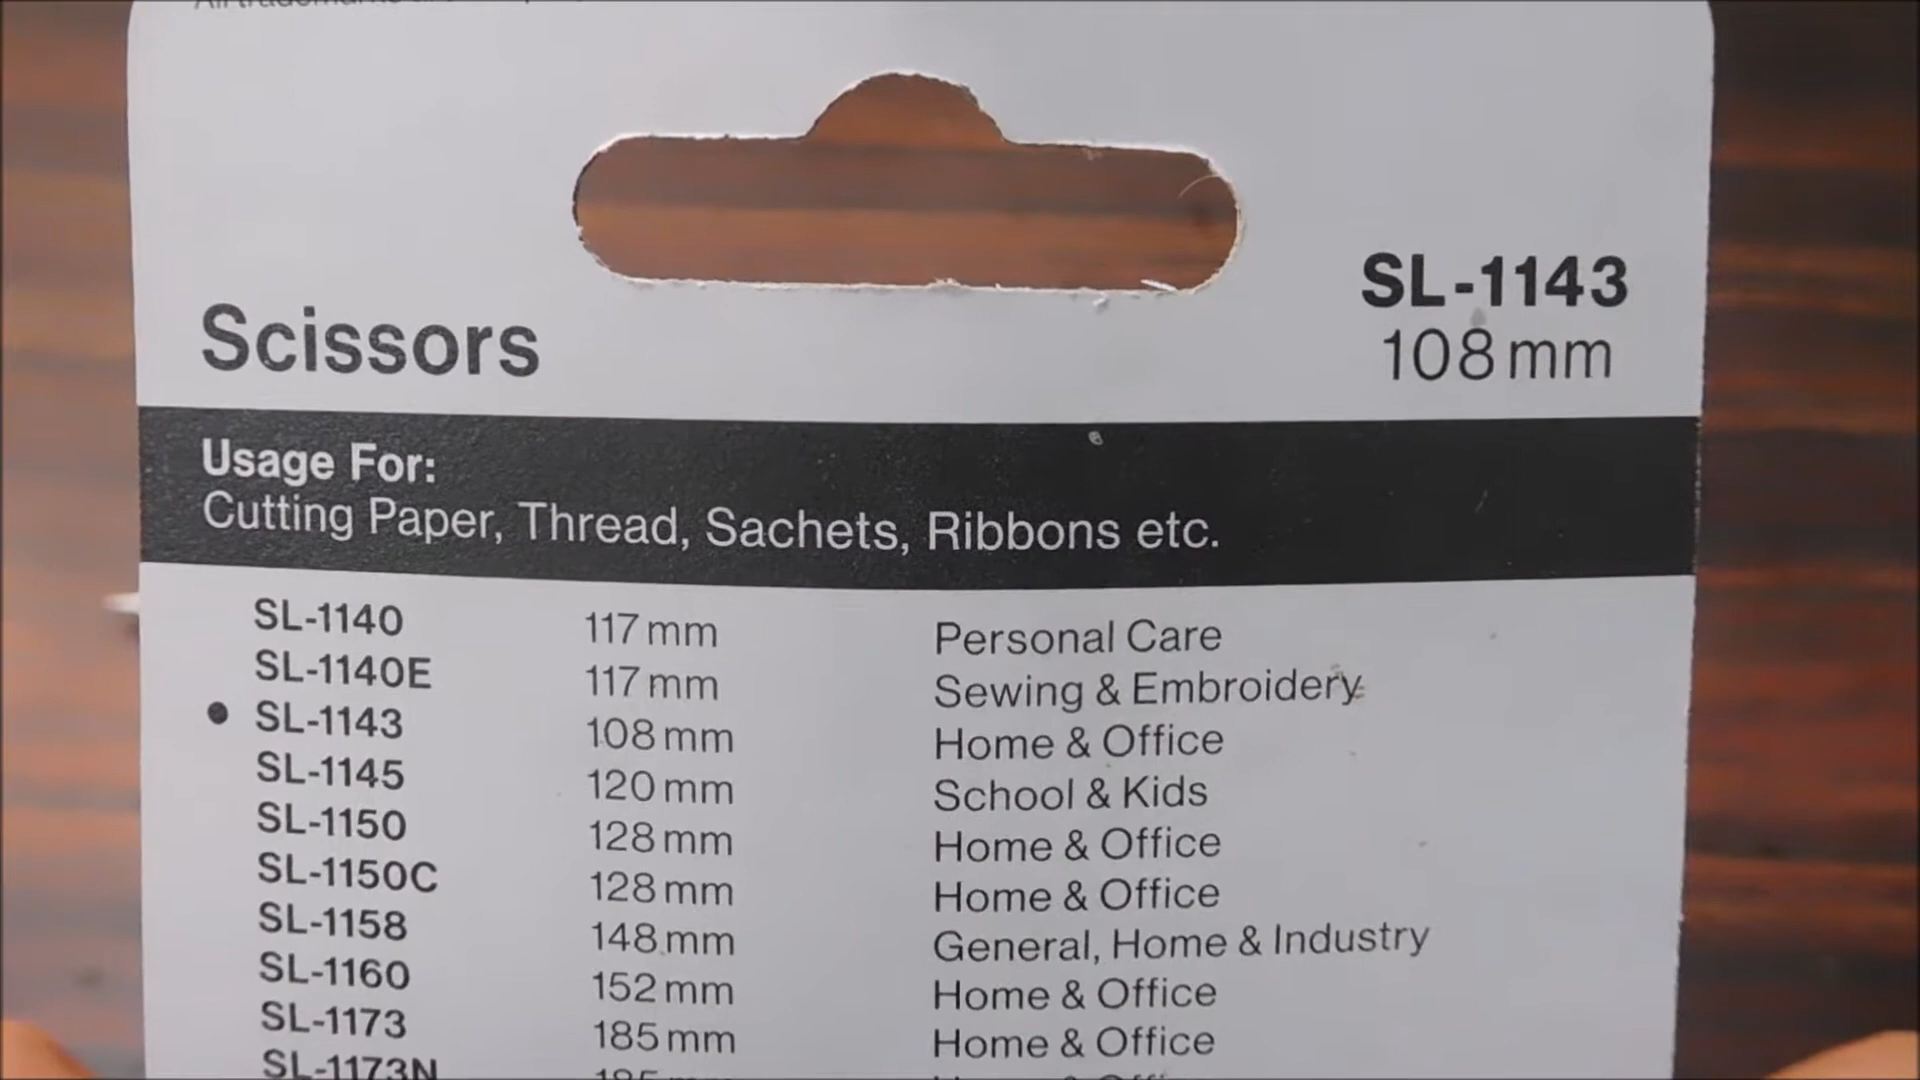 Scissors
SL-1143
108mm
Usage For:
Cutting Paper, Thread, Sachets, Ribbons etc.
SL-1140 117mm Personal Care
SL-1140E 117mm Sewing & Embroidery
• SL-1143 108mm Home & Office
SL-1145 120mm School & Kids
SL-1150 128mm Home & Office
SL-1150C 128mm Home & Office
SL-1158 148mm General, Home & Industry
SL-1160 152mm Home & Office
SL-1173 185mm Home & Office
SL-1173N